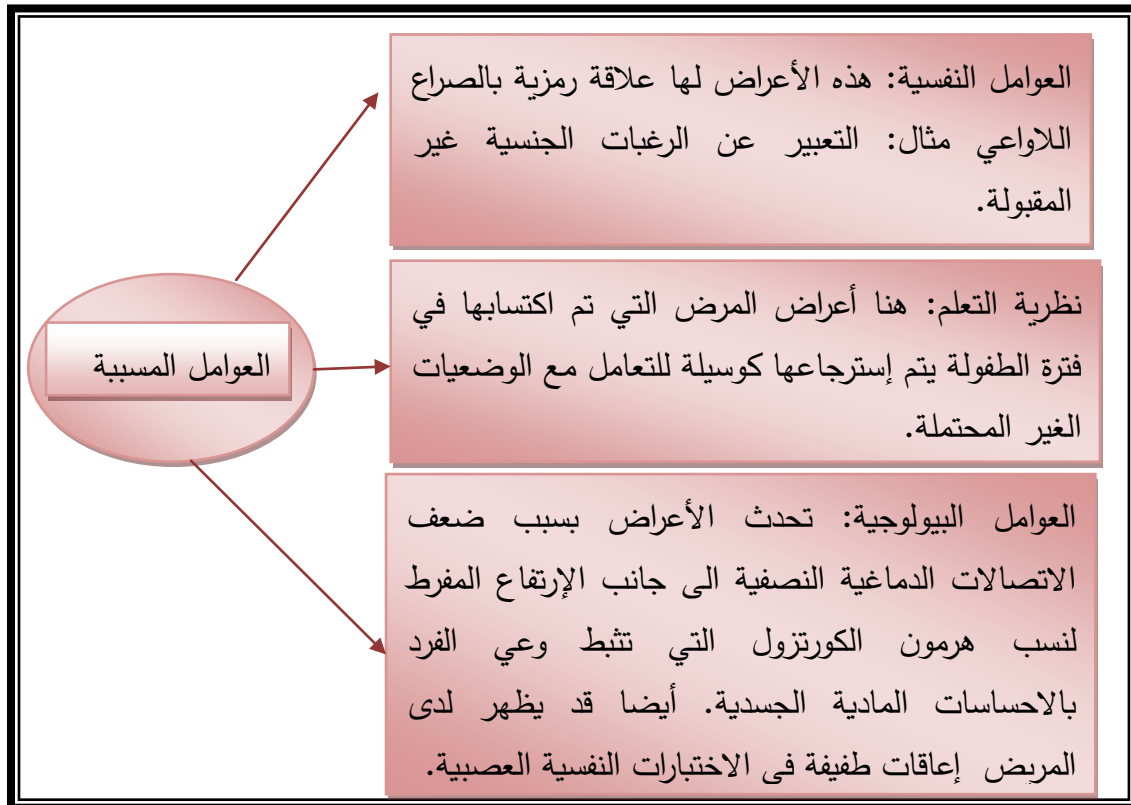 العوامل النفسية: هذه الأعراض لها علاقة رمزية بالصراع
اللاواعي مثال: التعبير عن الرغبات الجنسية غير
المقبولة.
العوامل المسببة
نظرية التعلم: هنا أعراض المرض التي تم اكتسابها في
فترة الطفولة يتم إسترجاعها كوسيلة للتعامل مع الوضعيات
الغير المحتملة.
العوامل البيولوجية: تحدث الأعراض بسبب ضعف
الاتصالات الدماغية النصفية الى جانب الإرتفاع المفرط
لنسب هرمون الكورتزول التي تثبط وعي الفرد
بالاحساسات المادية الجسدية. أيضا قد يظهر لدى
المريض إعاقات طفيفة في الاختبارات النفسية العصبية.